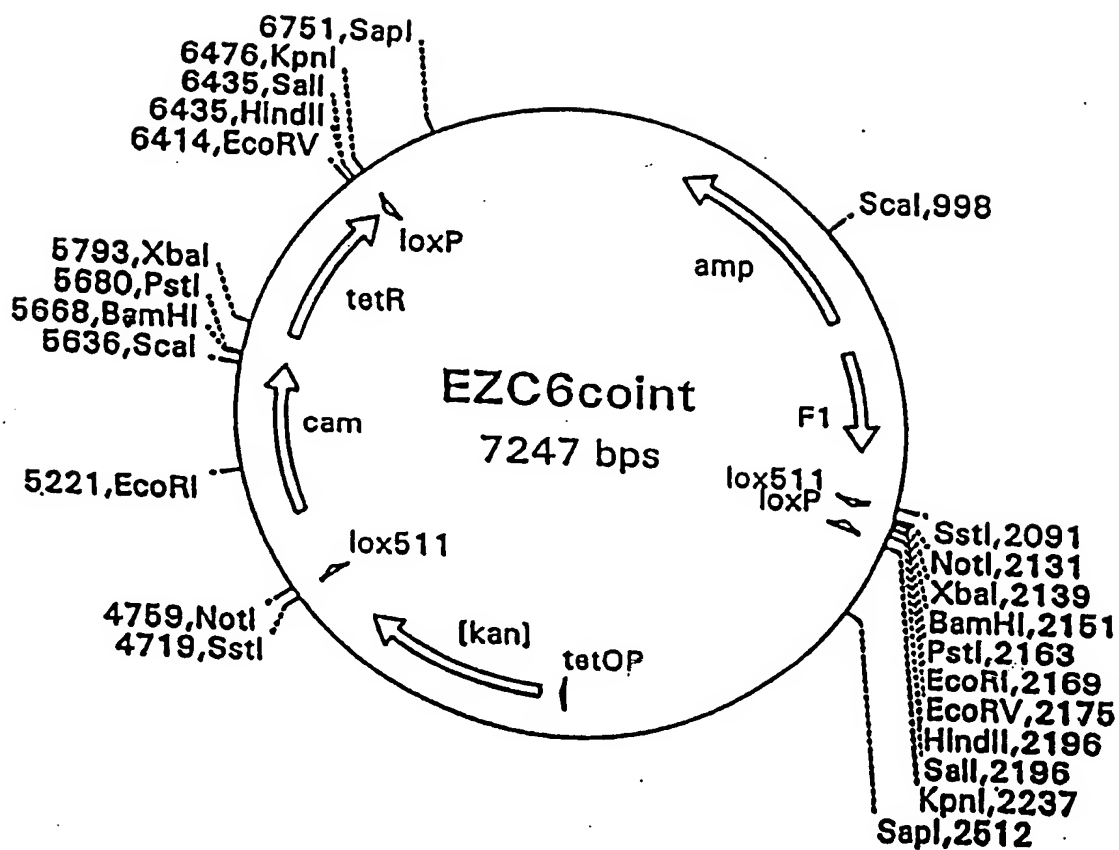 6751,SapI
6476,KpnI
6435,SalI
6435,HindII
6414,EcoRV
loxP
ScaI,998
amp
5793,XbaI
5680,PstI
5668,BamHI
5636,ScaI
tetR
EZC6coint
7247 bps
cam
F1
5221,EcoRI
lox511
loxP
lox511
SstI,2091
NotI,2131
XbaI,2139
BamHI,2151
PstI,2163
EcoRI,2169
EcoRV,2175
HindII,2196
SalI,2196
KpnI,2237
SapI,2512
4759,NotI
4719,SstI
[kan]
tetOP